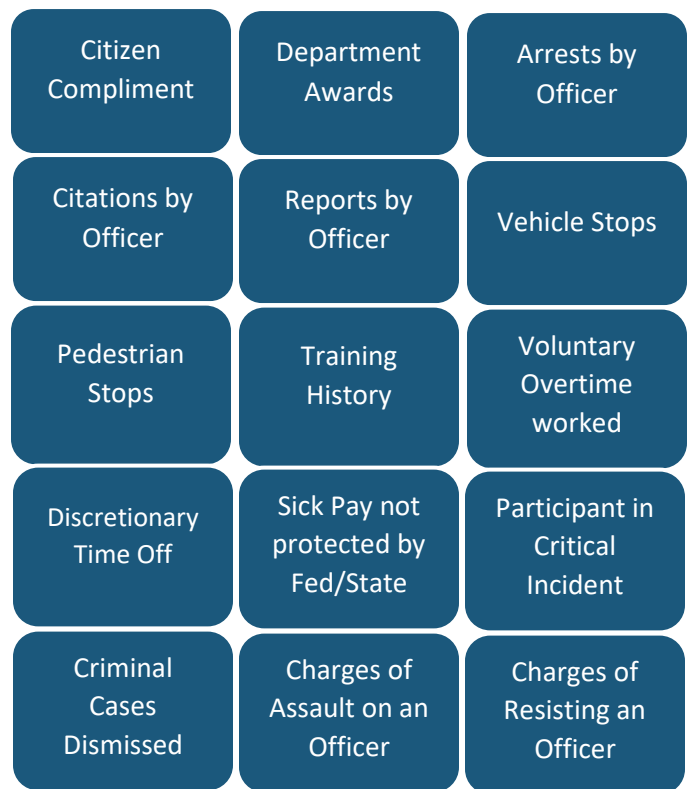 Citizen
Compliment
Department
Awards
Arrests by
Officer
Citations by
Officer
Reports by
Officer
Vehicle Stops
Pedestrian
Stops
Training
History
Voluntary
Overtime
worked
Discretionary
Time Off
Sick Pay not
protected by
Fed/State
Participant in
Critical
Incident
Criminal
Cases
Dismissed
Charges of
Assault on an
Officer
Charges of
Resisting an
Officer